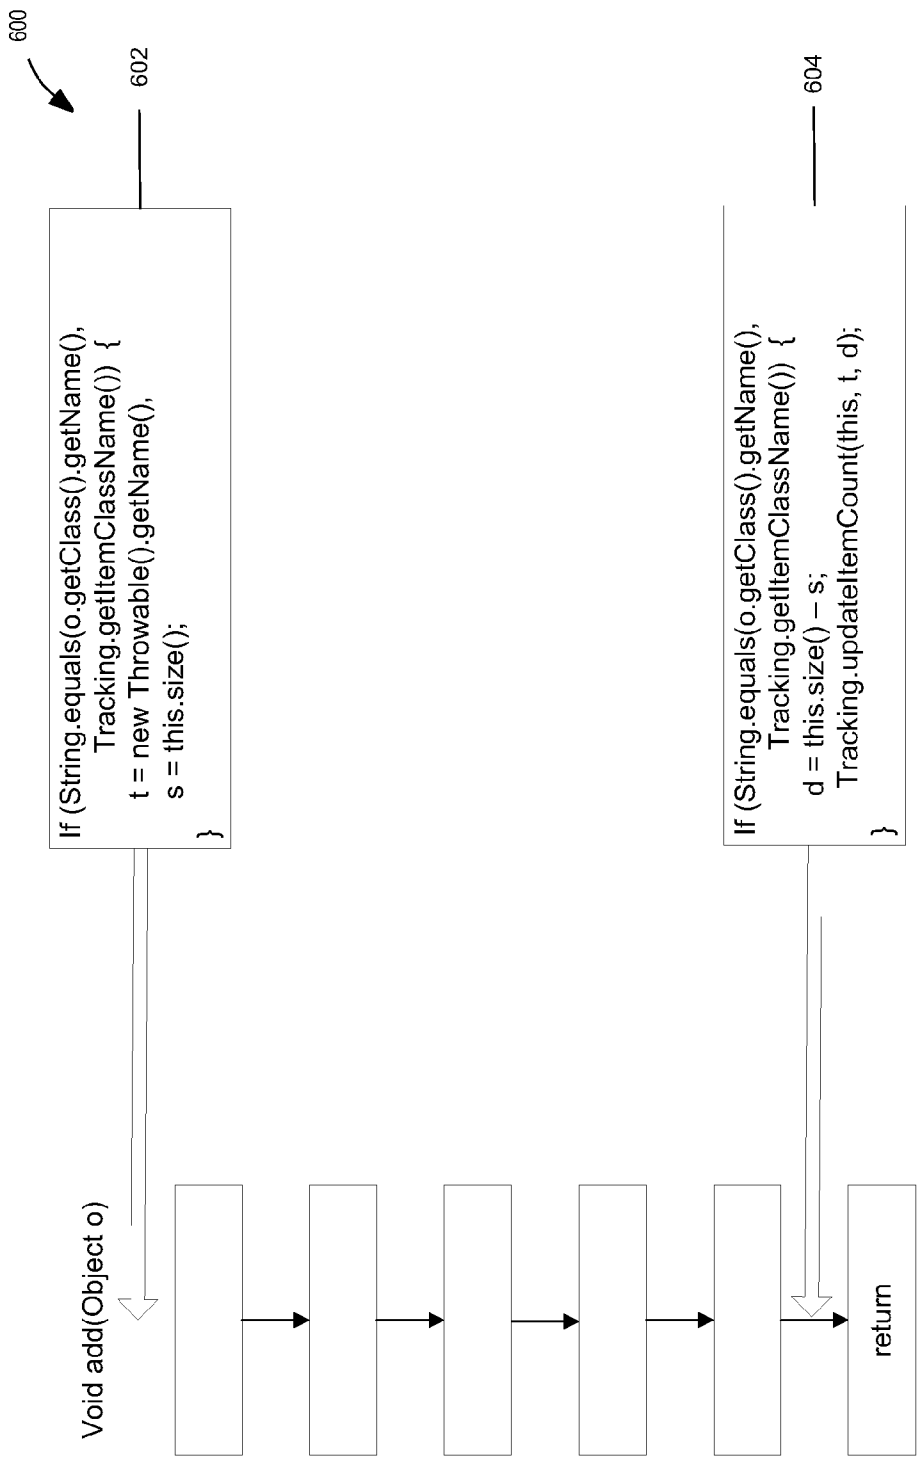 600
602
If (String.equals(o.getClass().getName(),
Tracking.getItemClassName()) {
t = new Throwable().getName(),
s = this.size();
}
604
If (String.equals(o.getClass().getName(),
Tracking.getItemClassName()) {
d = this.size() – s;
Tracking.updateItemCount(this, t, d);
}
Void add(Object o)
return